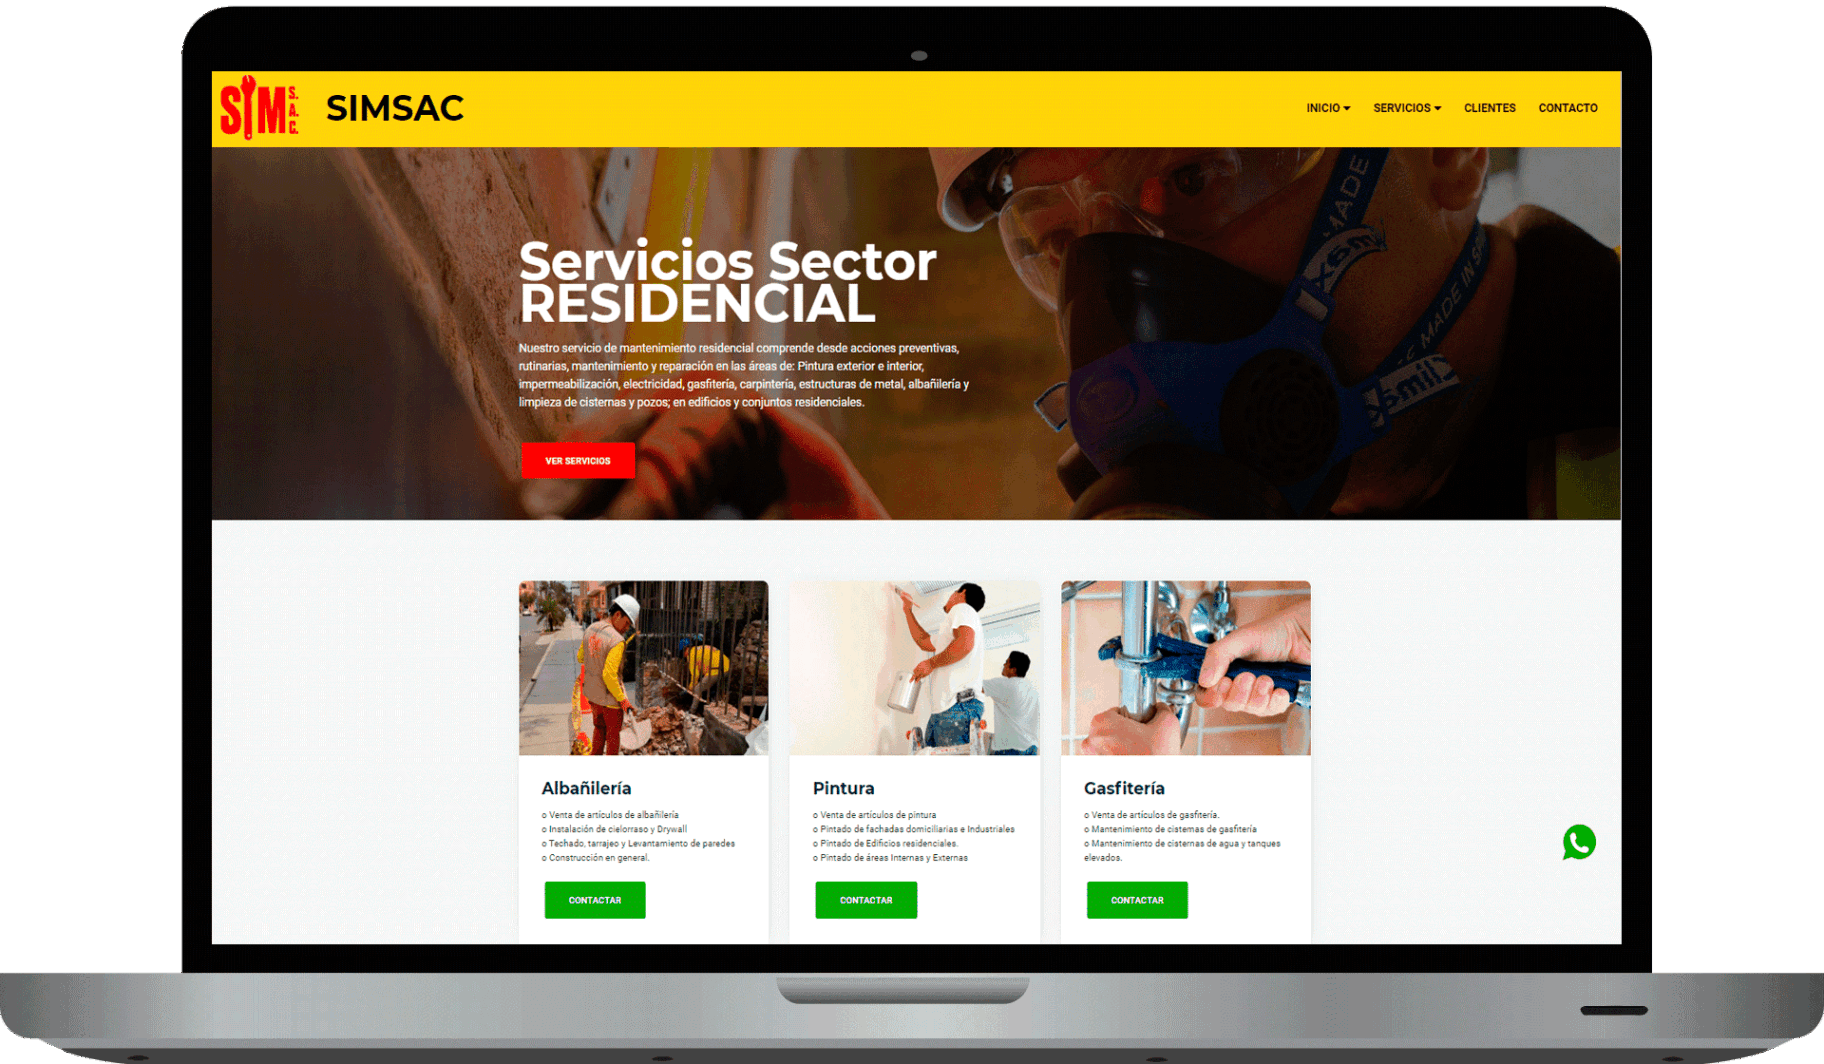 SIM S.A.C.
SIMSAC
INICIO
SERVICIOS
CLIENTES
CONTACTO
Servicios Sector
RESIDENCIAL
Nuestro servicio de mantenimiento residencial comprende desde acciones preventivas,
rutinarias, mantenimiento y reparación en las áreas de: Pintura exterior e interior,
impermeabilización, electricidad, gasfitería, carpintería, estructuras de metal, albañilería y
limpieza de cisternas y pozos; en edificios y conjuntos residenciales.
VER SERVICIOS
MADE
MADE IN
Albañilería
o Venta de artículos de albañilería
o Instalación de cielorraso y Drywall
o Techado, tarrajeo y Levantamiento de paredes
o Construcción en general.
CONTACTAR
Pintura
o Venta de artículos de pintura
o Pintado de fachadas domiciliarias e Industriales
o Pintado de Edificios residenciales.
o Pintado de áreas Internas y Externas
CONTACTAR
Gasfitería
o Venta de artículos de gasfitería.
o Mantenimiento de cistemas de gasfitería
o Mantenimiento de cisternas de agua y tanques
elevados.
CONTACTAR